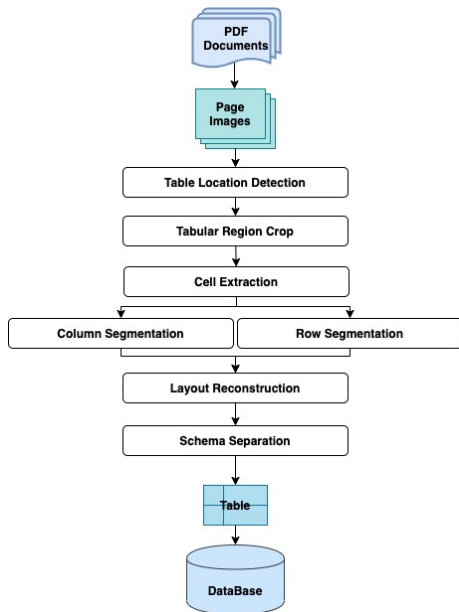 PDF
Documents
Page
Images
Table Location Detection
Tabular Region Crop
Cell Extraction
Column Segmentation
Row Segmentation
Layout Reconstruction
Schema Separation
Table
DataBase